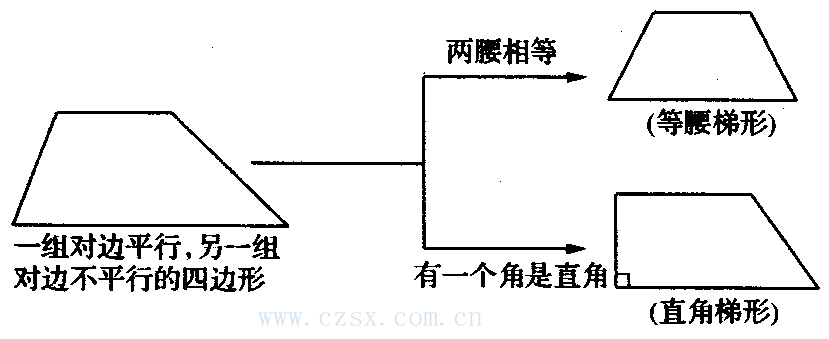 两腰相等
(等腰梯形)
一组对边平行,另一组
对边不平行的四边形
有一个角是直角
(直角梯形)
www.czsx.com.cn